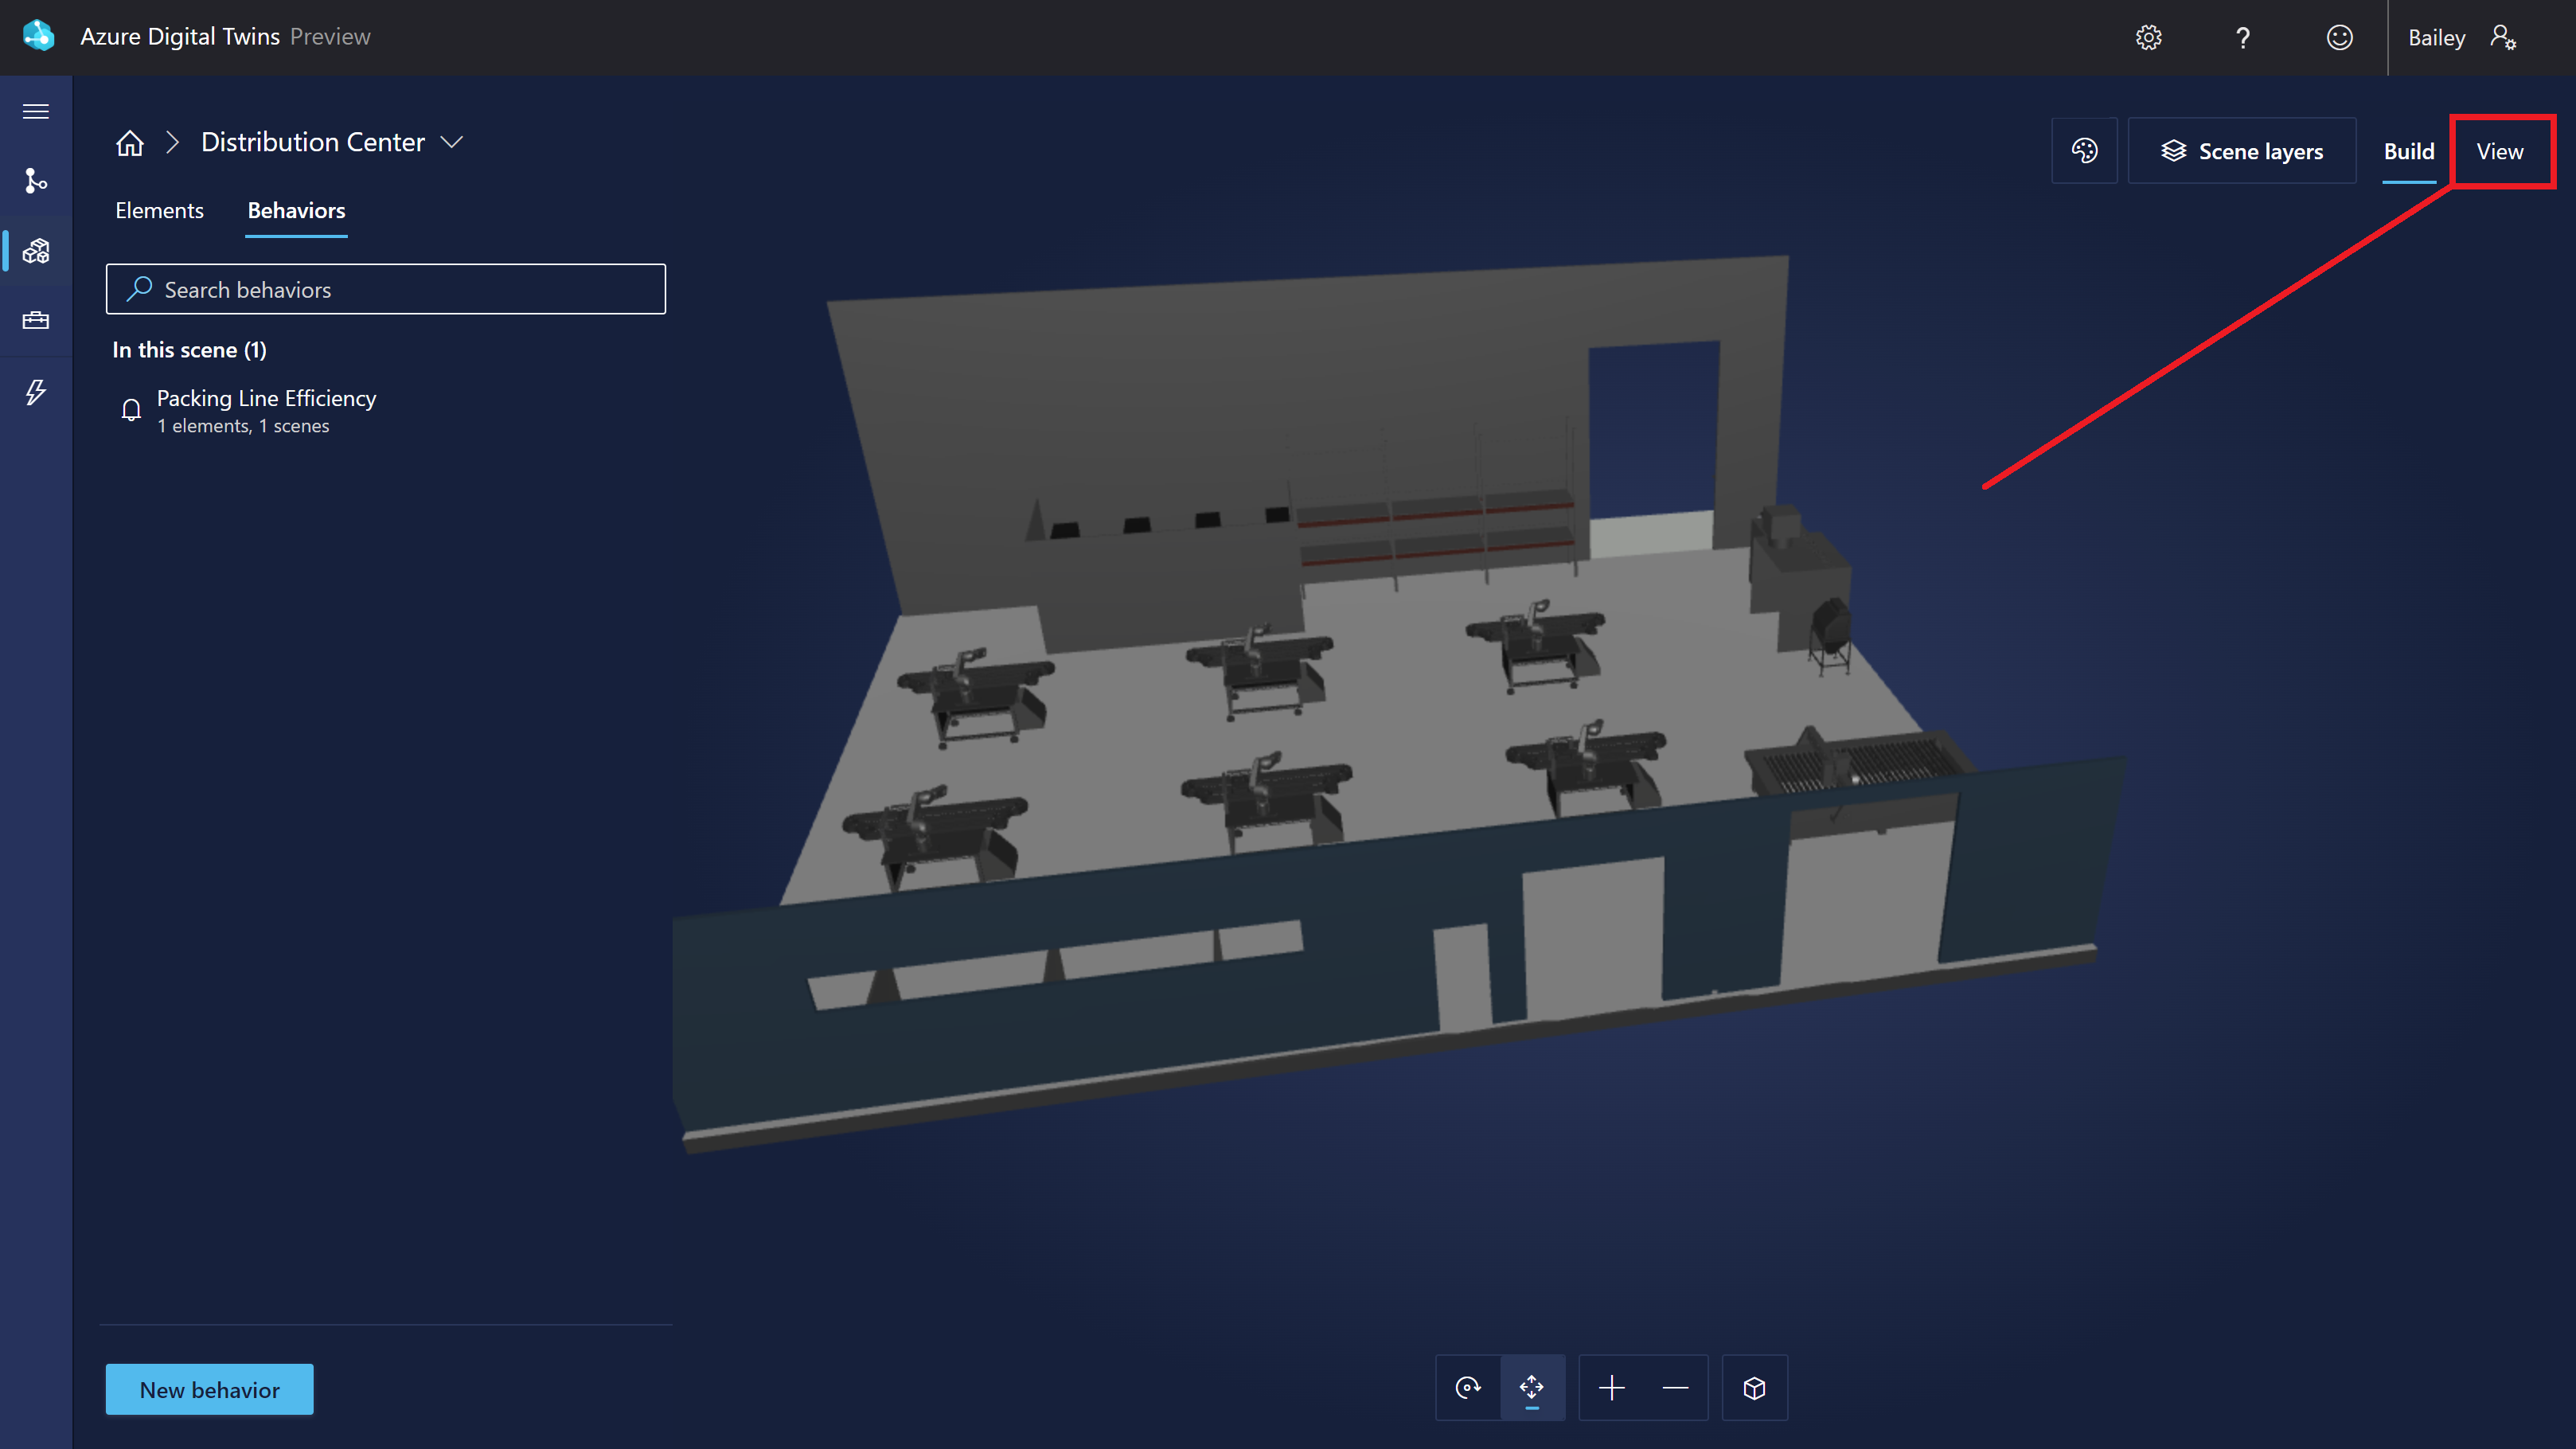 Azure Digital Twins Preview
?
Bailey
Distribution Center
Scene layers
Build
View
Elements
Behaviors
Search behaviors
In this scene (1)
Packing Line Efficiency
1 elements, 1 scenes
New behavior